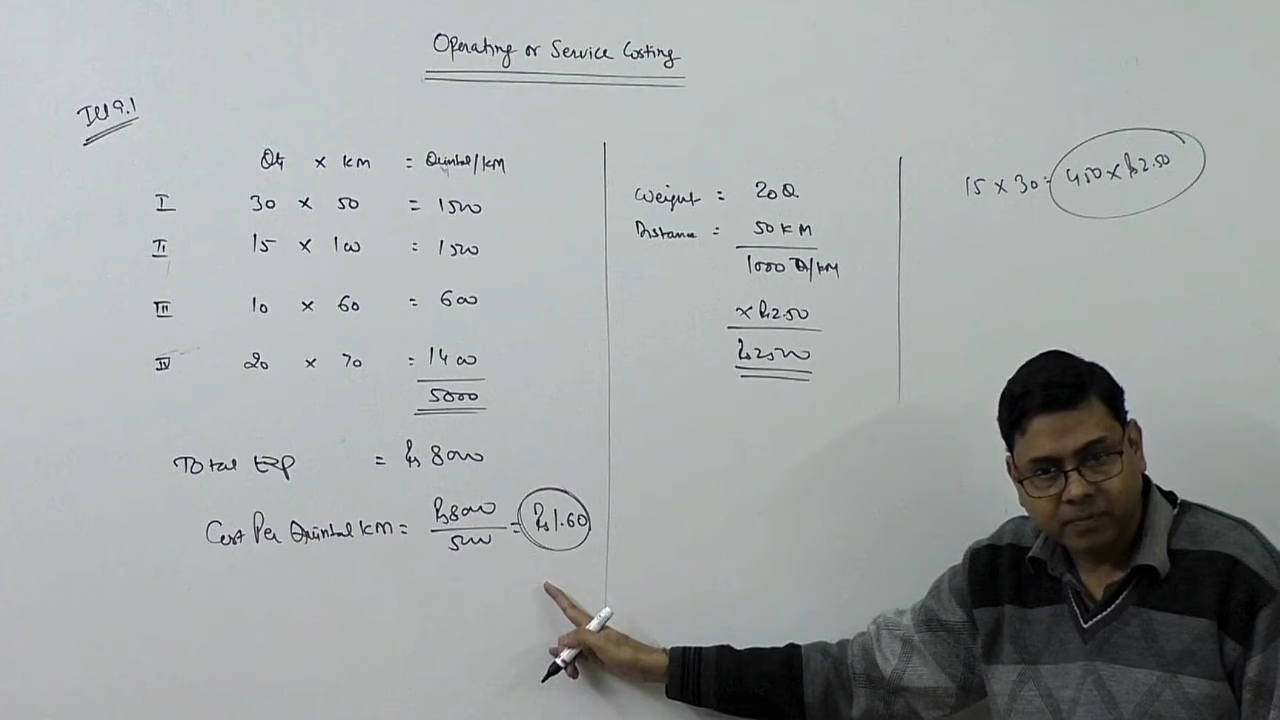 Operating or Service Costing
Ill 9.1
Qty × KM = Quintal/KM
I 30 × 50 = 1500
II 15 × 100 = 1500
III 10 × 60 = 600
IV 20 × 70 = 1400
5000
Total Exp = Rs 8000
Cost Per Quintal KM = Rs 8000 / 5000 = Rs 1.60
Weight = 20 Q
Distance = 50 KM
1000 Q/KM
× Rs 2.50
Rs 2500
15 × 30 = 450 × Rs 2.50